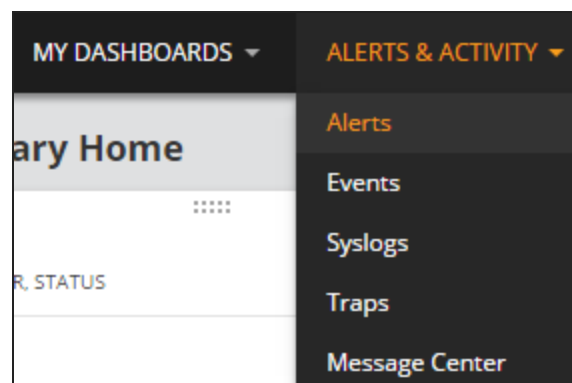 MY DASHBOARDS
ALERTS & ACTIVITY
Alerts
ary Home
Events
Syslogs
R, STATUS
Traps
Message Center